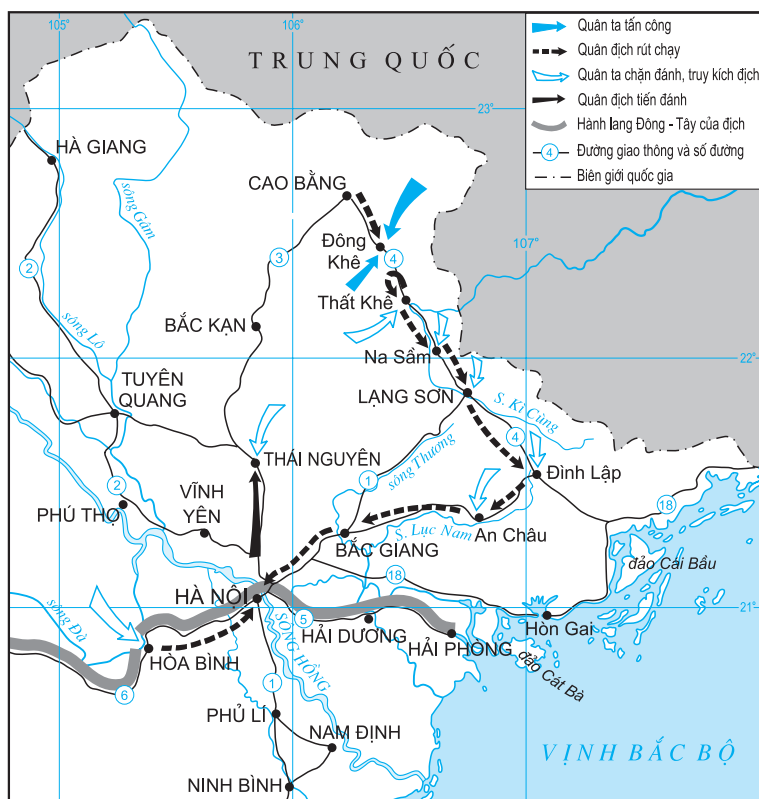 105°
106°
TRUNG QUỐC
Quân ta tấn công
Quân địch rút chạy
Quân ta chặn đánh, truy kích địch
Quân địch tiến đánh
Hành lang Đông - Tây của địch
4
Đường giao thông và số đường
Biên giới quốc gia
23°
HÀ GIANG
sông Gâm
CAO BẰNG
107°
Đông
Khê
4
2
3
Thất Khê
sông Lô
BẮC KẠN
Na Sầm
22°
TUYÊN
QUANG
LẠNG SƠN
S. Kì Cùng
4
sông Thương
THÁI NGUYÊN
1
Đình Lập
2
VĨNH
YÊN
PHÚ THỌ
18
An Châu
S. Lục Nam
BẮC GIANG
đảo Cái Bầu
18
HÀ NỘI
21°
sông Đà
5
HẢI DƯƠNG
Hòn Gai
HẢI PHÒNG
HÒA BÌNH
SÔNG HỒNG
đảo Cát Bà
6
1
PHỦ LÍ
NAM ĐỊNH
VỊNH BẮC BỘ
NINH BÌNH